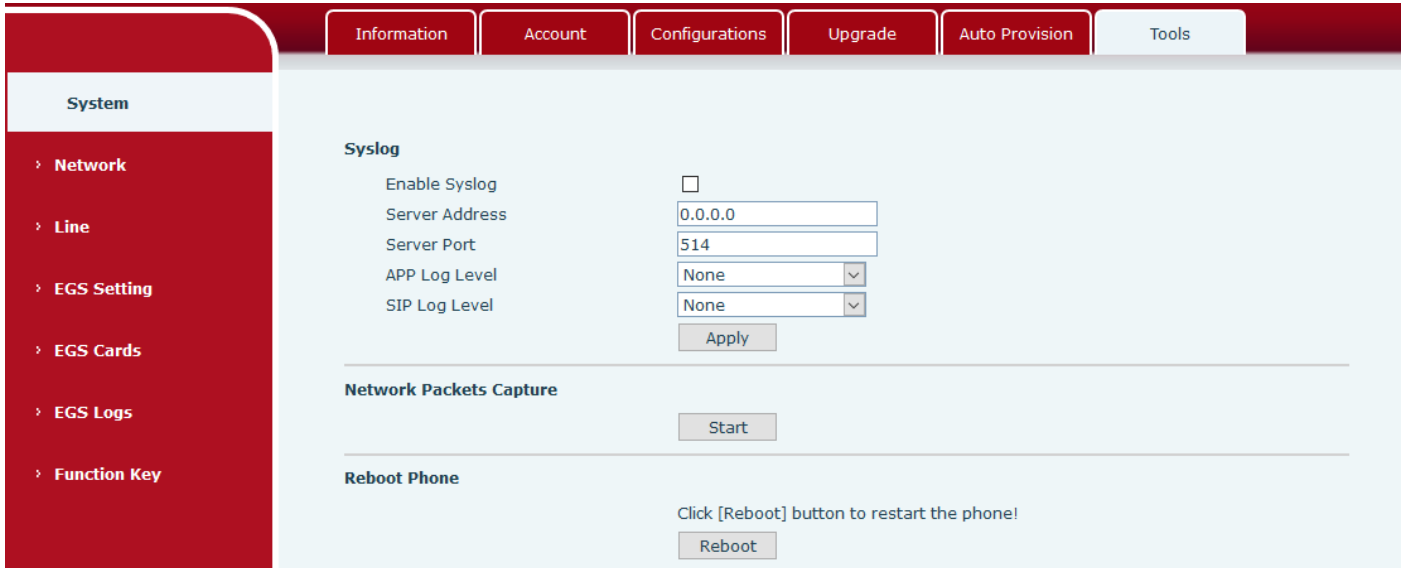 Information Account Configurations Upgrade Auto Provision Tools
System
Network
Line
EGS Setting
EGS Cards
EGS Logs
Function Key
Syslog
Enable Syslog
Server Address 0.0.0.0
Server Port 514
APP Log Level None
SIP Log Level None
Apply
Network Packets Capture
Start
Reboot Phone
Click [Reboot] button to restart the phone!
Reboot